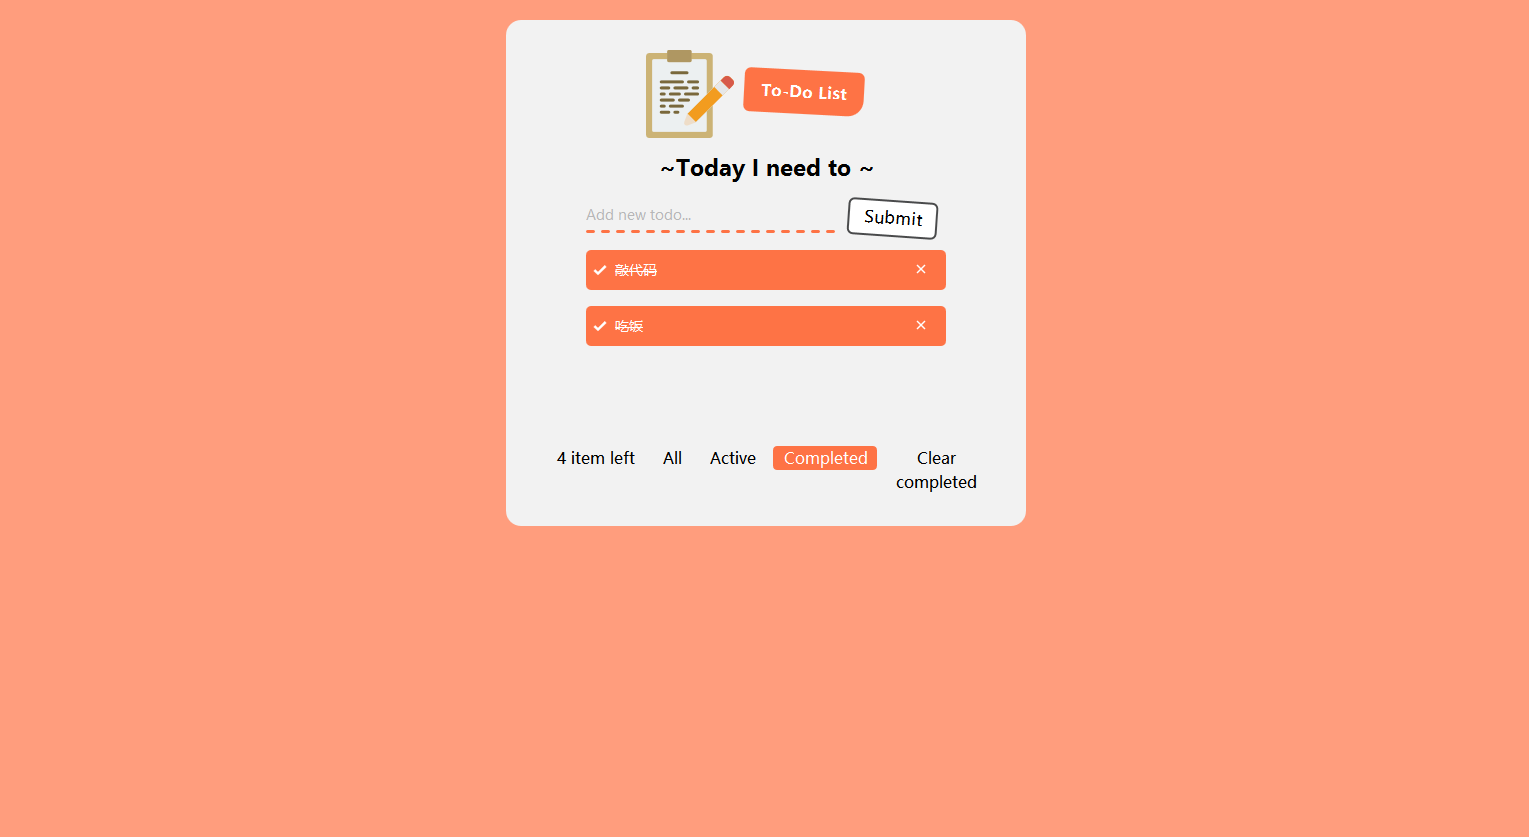 To-Do List
~Today I need to ~
Add new todo...
Submit
敲代码
吃饭
4 item left All Active Completed Clear completed